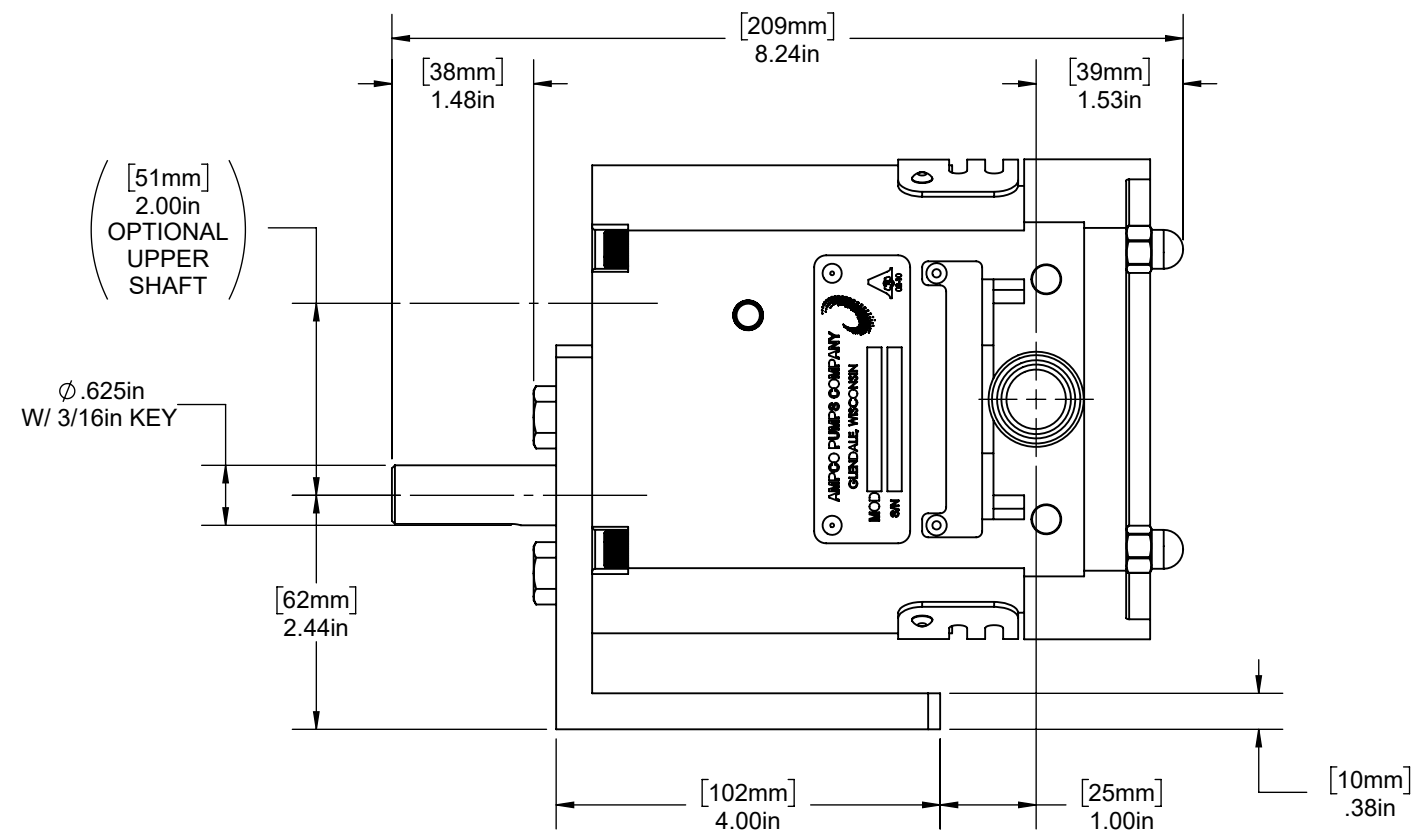 [209mm]
8.24in
[38mm]
1.48in
[39mm]
1.53in
[51mm]
2.00in
OPTIONAL
UPPER
SHAFT
Ø .625in
W/ 3/16in KEY
AMPCO PUMPS COMPANY
GLENDALE, WISCONSIN
MOD
S/N
[62mm]
2.44in
[102mm]
4.00in
[25mm]
1.00in
[10mm]
.38in